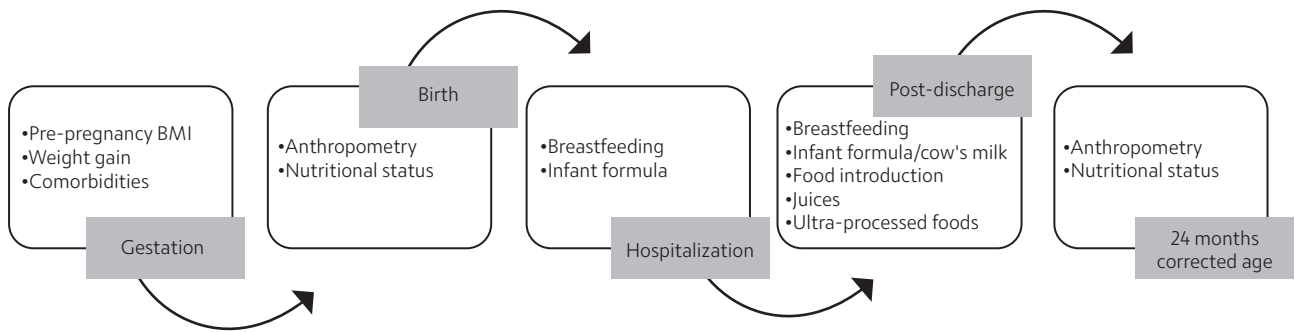 •Pre-pregnancy BMI
•Weight gain
•Comorbidities
Gestation
Birth
•Anthropometry
•Nutritional status
•Breastfeeding
•Infant formula
Hospitalization
Post-discharge
•Breastfeeding
•Infant formula/cow's milk
•Food introduction
•Juices
•Ultra-processed foods
•Anthropometry
•Nutritional status
24 months
corrected age